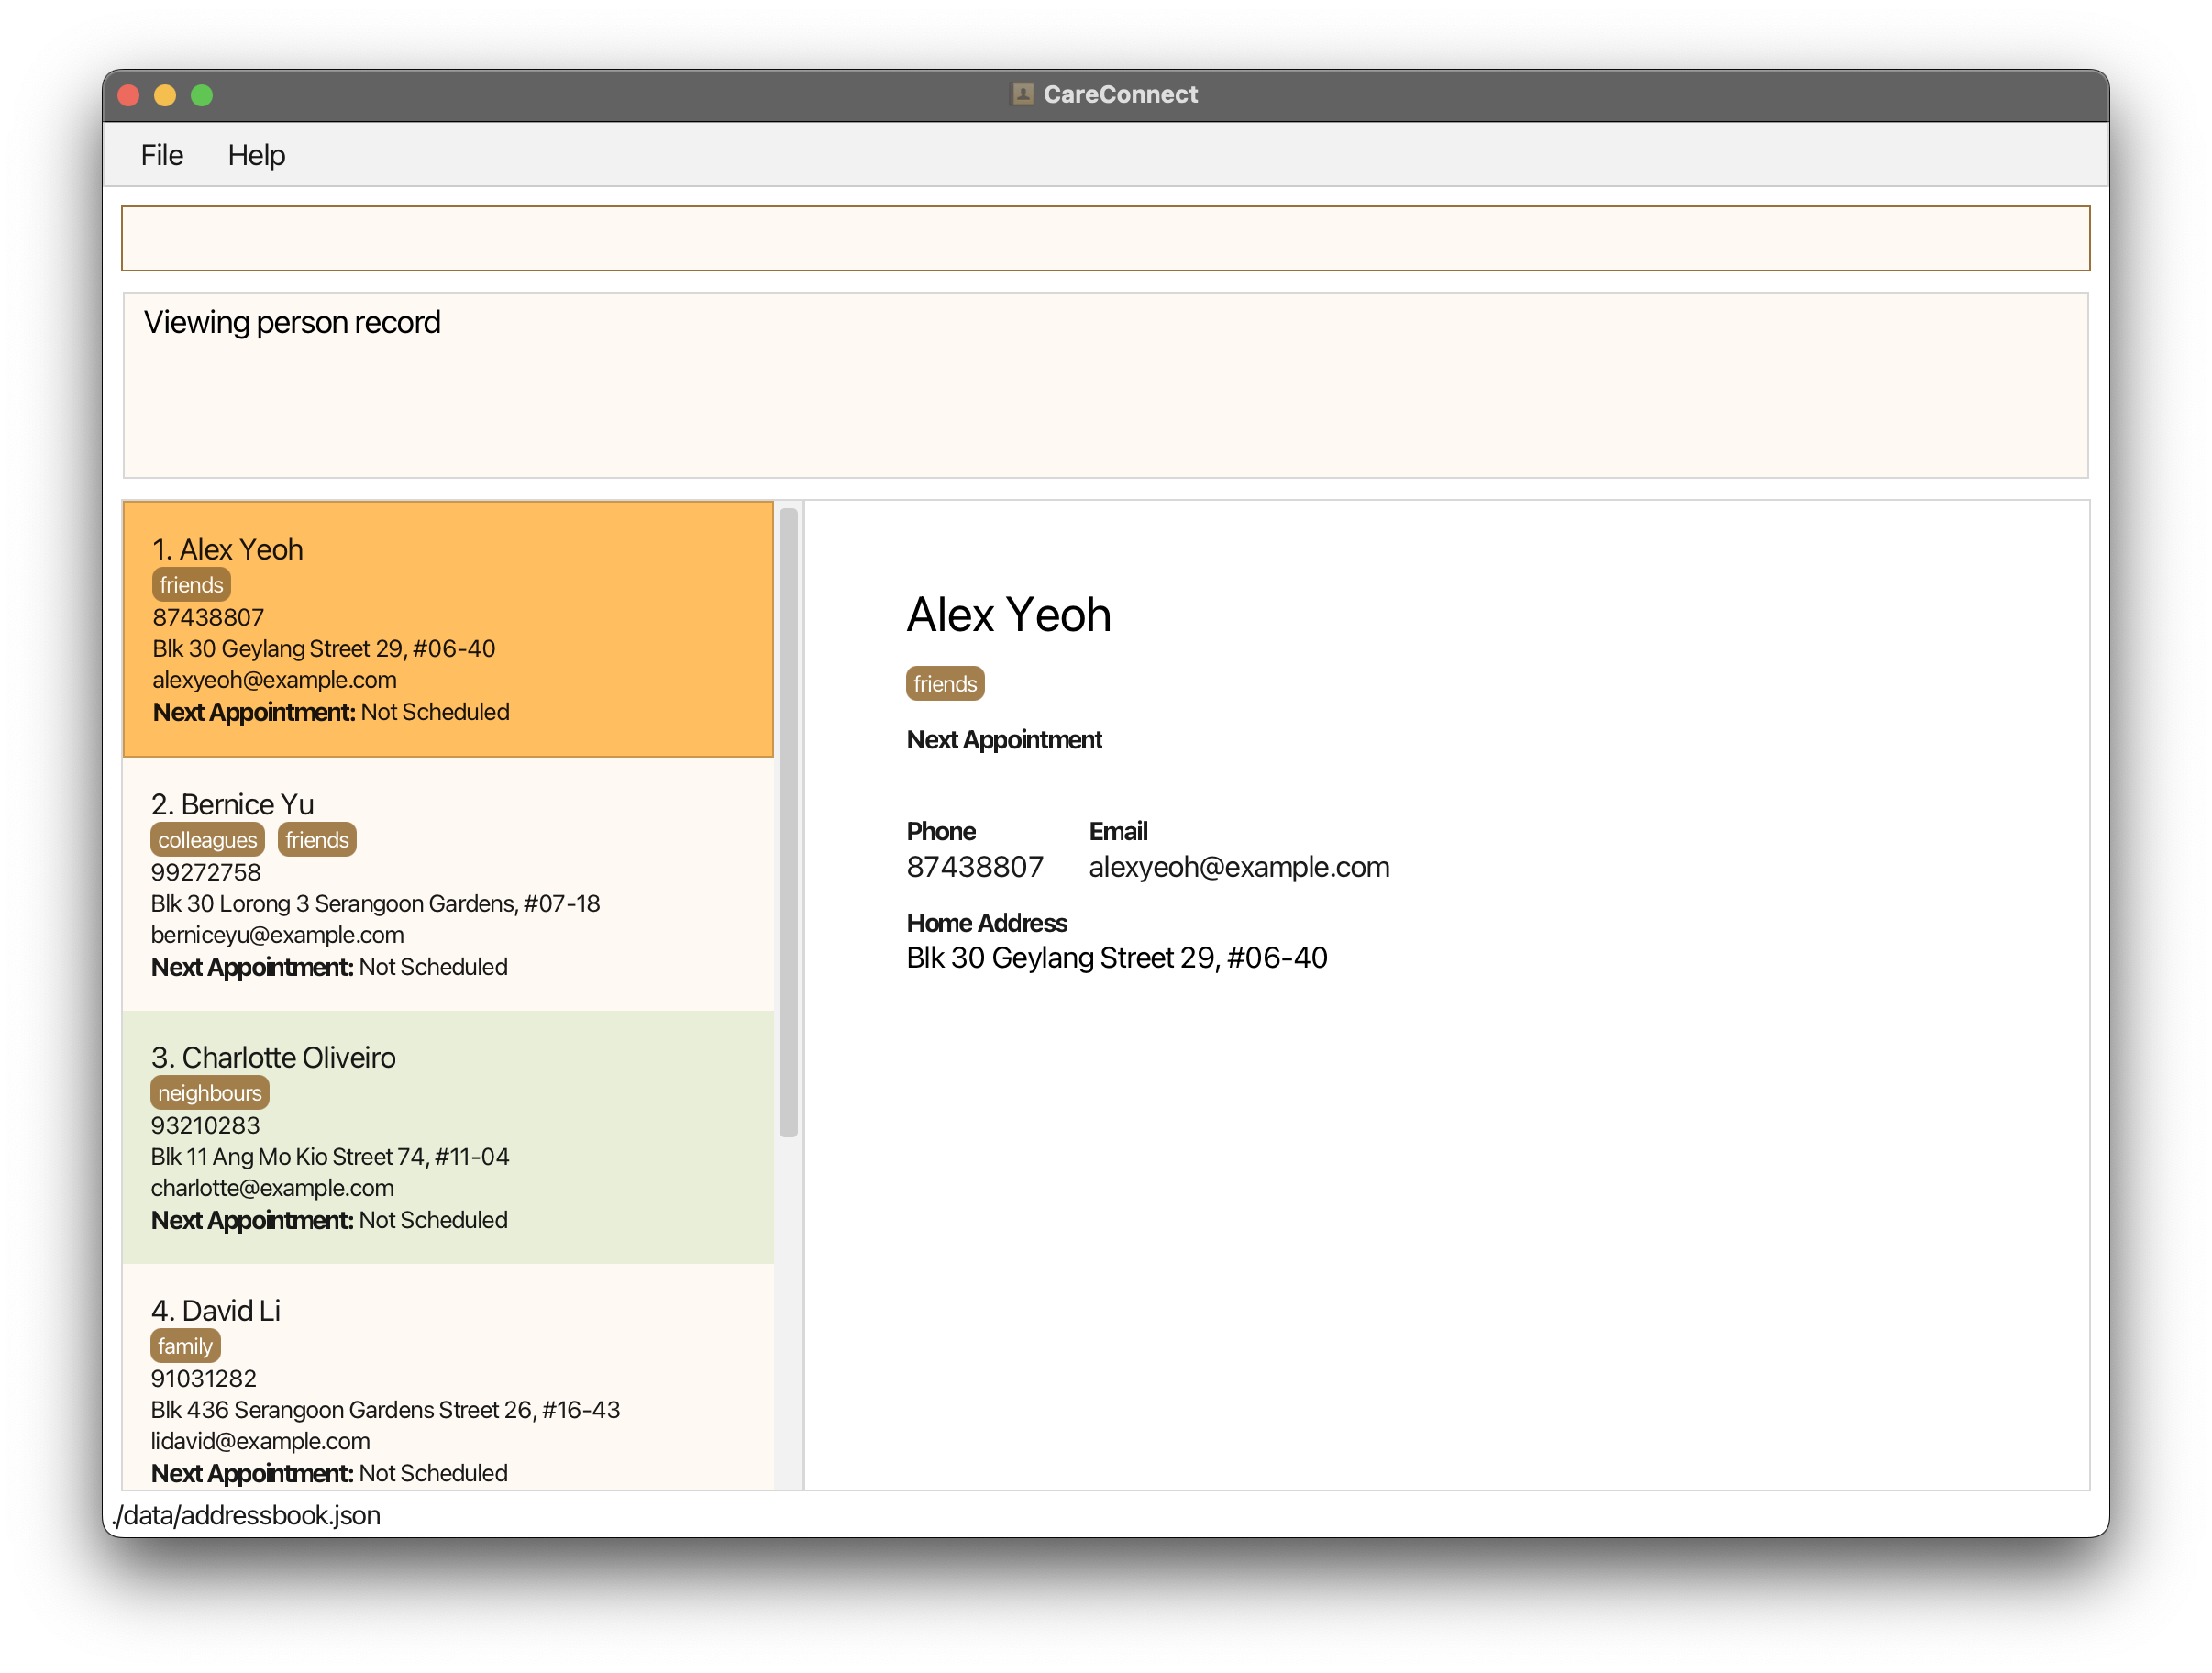 CareConnect
File Help
Viewing person record
1. Alex Yeoh
friends
87438807
Blk 30 Geylang Street 29, #06-40
alexyeoh@example.com
Next Appointment: Not Scheduled
2. Bernice Yu
colleagues friends
99272758
Blk 30 Lorong 3 Serangoon Gardens, #07-18
berniceyu@example.com
Next Appointment: Not Scheduled
3. Charlotte Oliveiro
neighbours
93210283
Blk 11 Ang Mo Kio Street 74, #11-04
charlotte@example.com
Next Appointment: Not Scheduled
4. David Li
family
91031282
Blk 436 Serangoon Gardens Street 26, #16-43
lidavid@example.com
Next Appointment: Not Scheduled
Alex Yeoh
friends
Next Appointment
Phone Email
87438807 alexyeoh@example.com
Home Address
Blk 30 Geylang Street 29, #06-40
./data/addressbook.json